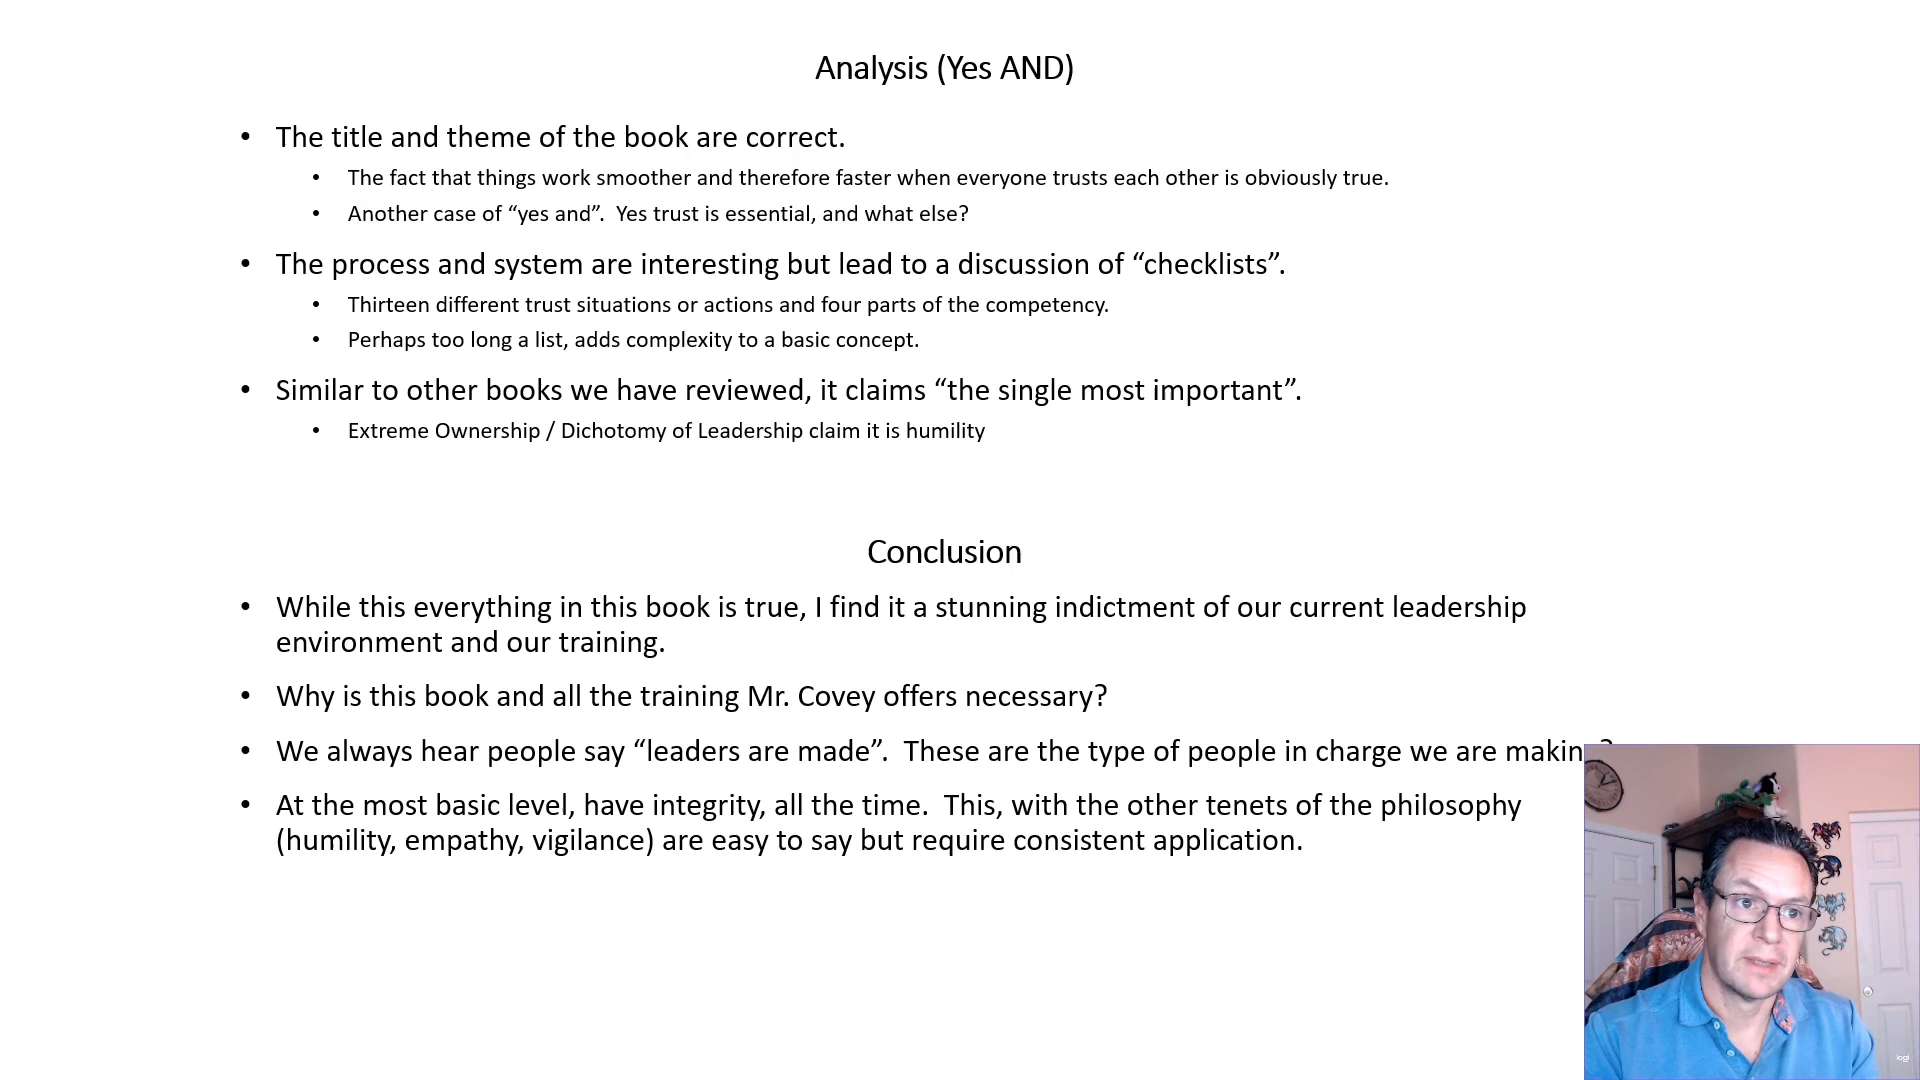 Analysis (Yes AND)
• The title and theme of the book are correct.
• The fact that things work smoother and therefore faster when everyone trusts each other is obviously true.
• Another case of “yes and”.  Yes trust is essential, and what else?
• The process and system are interesting but lead to a discussion of “checklists”.
• Thirteen different trust situations or actions and four parts of the competency.
• Perhaps too long a list, adds complexity to a basic concept.
• Similar to other books we have reviewed, it claims “the single most important”.
• Extreme Ownership / Dichotomy of Leadership claim it is humility
Conclusion
• While this everything in this book is true, I find it a stunning indictment of our current leadership
environment and our training.
• Why is this book and all the training Mr. Covey offers necessary?
• We always hear people say “leaders are made”.  These are the type of people in charge we are making?
• At the most basic level, have integrity, all the time.  This, with the other tenets of the philosophy
(humility, empathy, vigilance) are easy to say but require consistent application.
logi